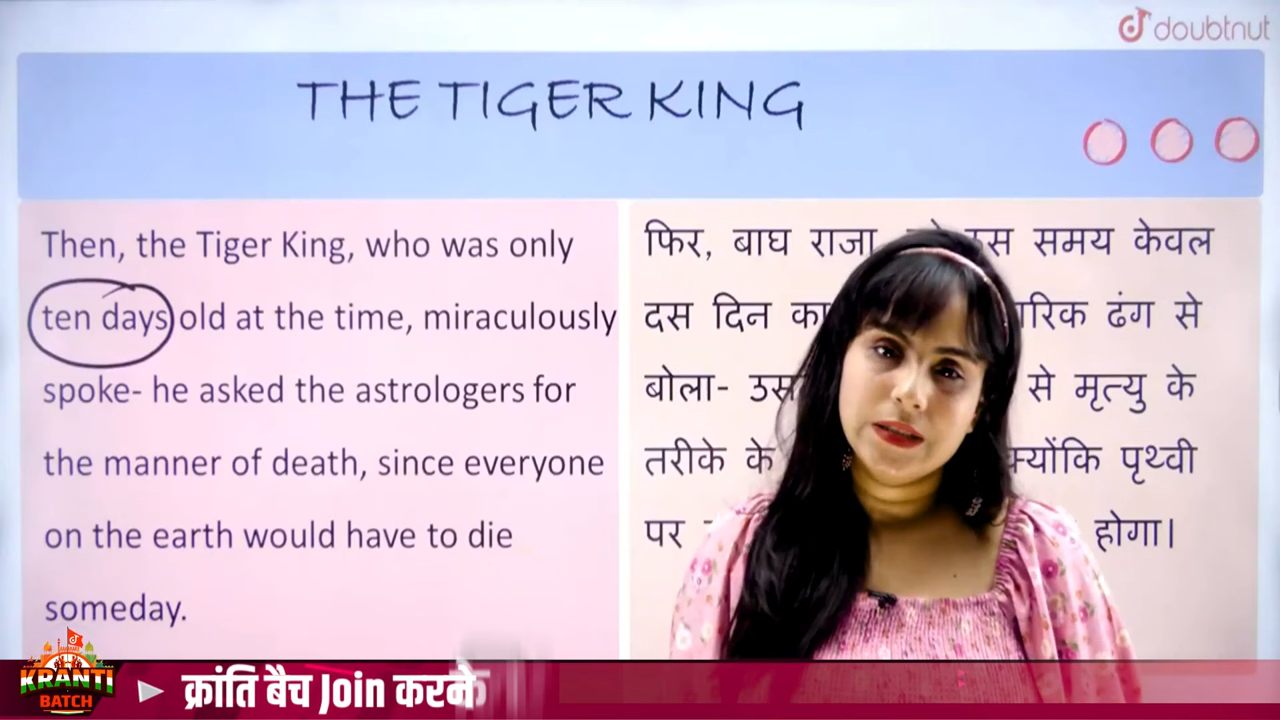 doubtnut
THE TIGER KING
Then, the Tiger King, who was only
ten days old at the time, miraculously
spoke- he asked the astrologers for
the manner of death, since everyone
on the earth would have to die
someday.
फिर, बाघ राजा समय केवल
दस दिन ढंग से
बोला- से मृत्यु के
तरीके के क्योंकि पृथ्वी
पर होगा।
KRANTI
BATCH
क्रांति बैच Join करके